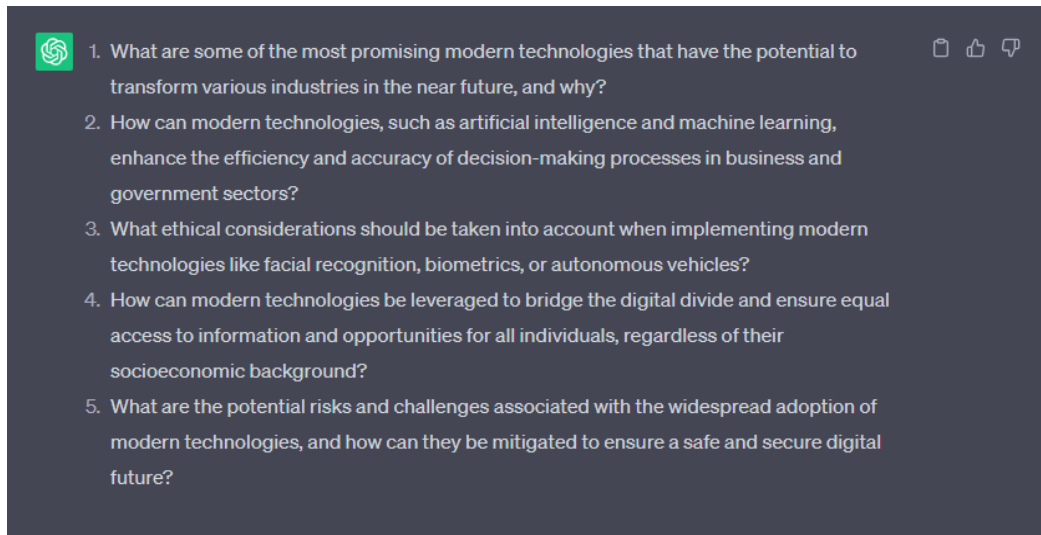 1. What are some of the most promising modern technologies that have the potential to
transform various industries in the near future, and why?
2. How can modern technologies, such as artificial intelligence and machine learning,
enhance the efficiency and accuracy of decision-making processes in business and
government sectors?
3. What ethical considerations should be taken into account when implementing modern
technologies like facial recognition, biometrics, or autonomous vehicles?
4. How can modern technologies be leveraged to bridge the digital divide and ensure equal
access to information and opportunities for all individuals, regardless of their
socioeconomic background?
5. What are the potential risks and challenges associated with the widespread adoption of
modern technologies, and how can they be mitigated to ensure a safe and secure digital
future?